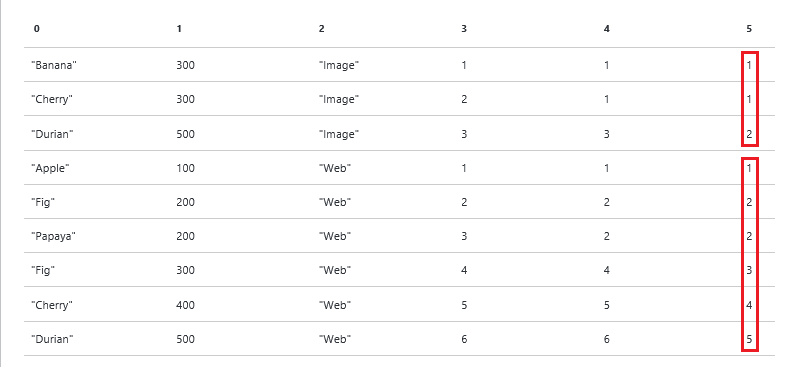 0 1 2 3 4 5
"Banana" 300 "Image" 1 1 1
"Cherry" 300 "Image" 2 1 1
"Durian" 500 "Image" 3 3 2
"Apple" 100 "Web" 1 1 1
"Fig" 200 "Web" 2 2 2
"Papaya" 200 "Web" 3 2 2
"Fig" 300 "Web" 4 4 3
"Cherry" 400 "Web" 5 5 4
"Durian" 500 "Web" 6 6 5